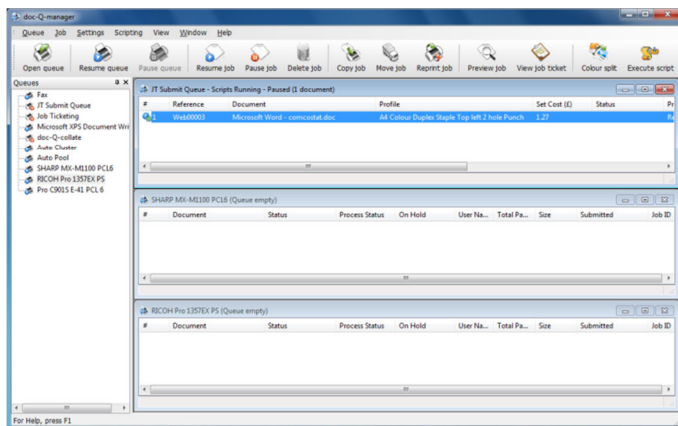 doc-Q-manager
Queue Job Settings Scripting View Window Help
Open queue Resume queue Pause queue Resume job Pause job Delete job Copy job Move job Reprint job Preview job View job ticket Colour split Execute script
Queues
Fax
JT Submit Queue
Job Ticketing
Microsoft XPS Document Wri
doc-Q-collate
Auto Cluster
Auto Pool
SHARP MX-M1100 PCL6
RICOH Pro 1357EX PS
Pro C901S E-41 PCL 6
JT Submit Queue - Scripts Running - Paused (1 document)
# Reference Document Profile Set Cost (£) Status Pr
1 Web00003 Microsoft Word - comcostat.doc A4 Colour Duplex Staple Top left 2 hole Punch 1.27 Re
SHARP MX-M1100 PCL6 (Queue empty)
# Document Status Process Status On Hold User Na... Total Pa... Size Submitted Job ID
RICOH Pro 1357EX PS (Queue empty)
# Document Status Process Status On Hold User Na... Total Pa... Size Submitted Job ID
For Help, press F1